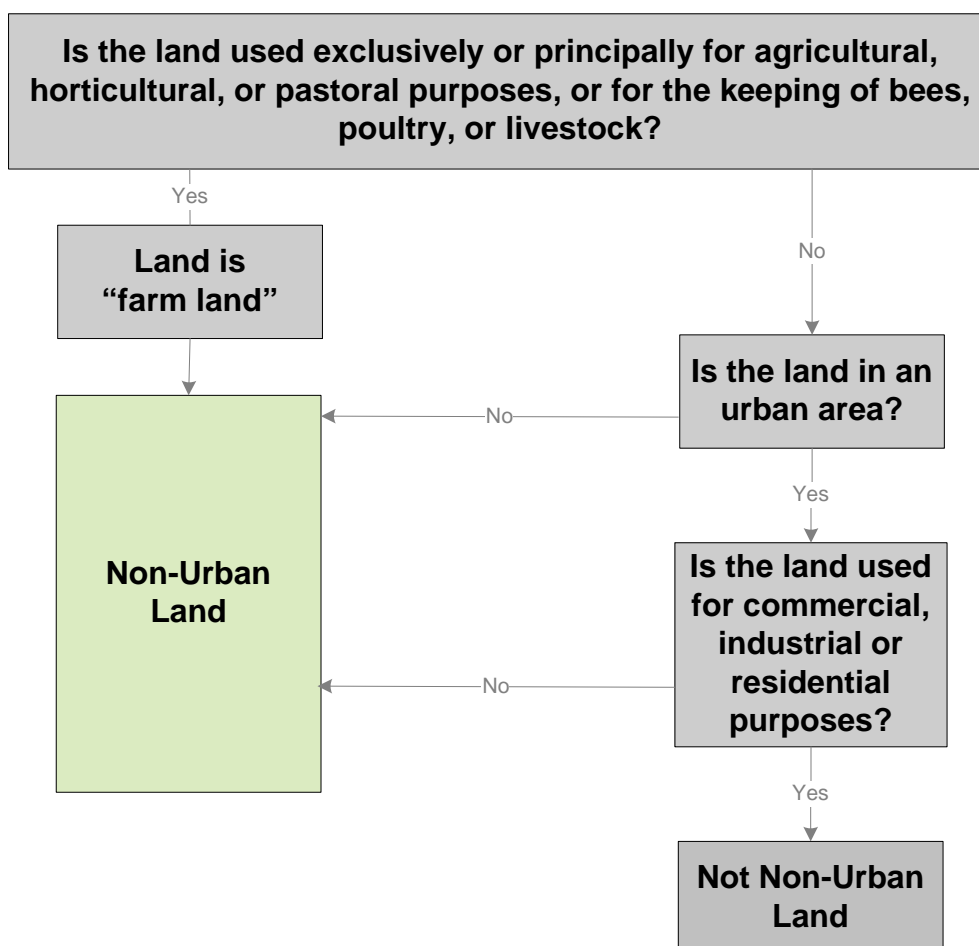 Is the land used exclusively or principally for agricultural,
horticultural, or pastoral purposes, or for the keeping of bees,
poultry, or livestock?
Yes
No
Land is
“farm land”
Is the land in an
urban area?
No
Yes
Non-Urban
Land
Is the land used
for commercial,
industrial or
residential
purposes?
No
Yes
Not Non-Urban
Land